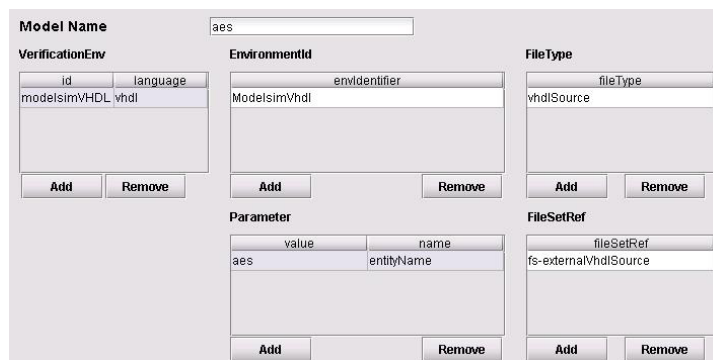 Model Name aes
VerificationEnv EnvironmentId FileType
id language envIdentifier fileType
modelsimVHDL vhdl ModelsimVhdl vhdlSource
Add Remove Add Remove Add Remove
Parameter FileSetRef
value name fileSetRef
aes entityName fs-externalVhdlSource
Add Remove Add Remove